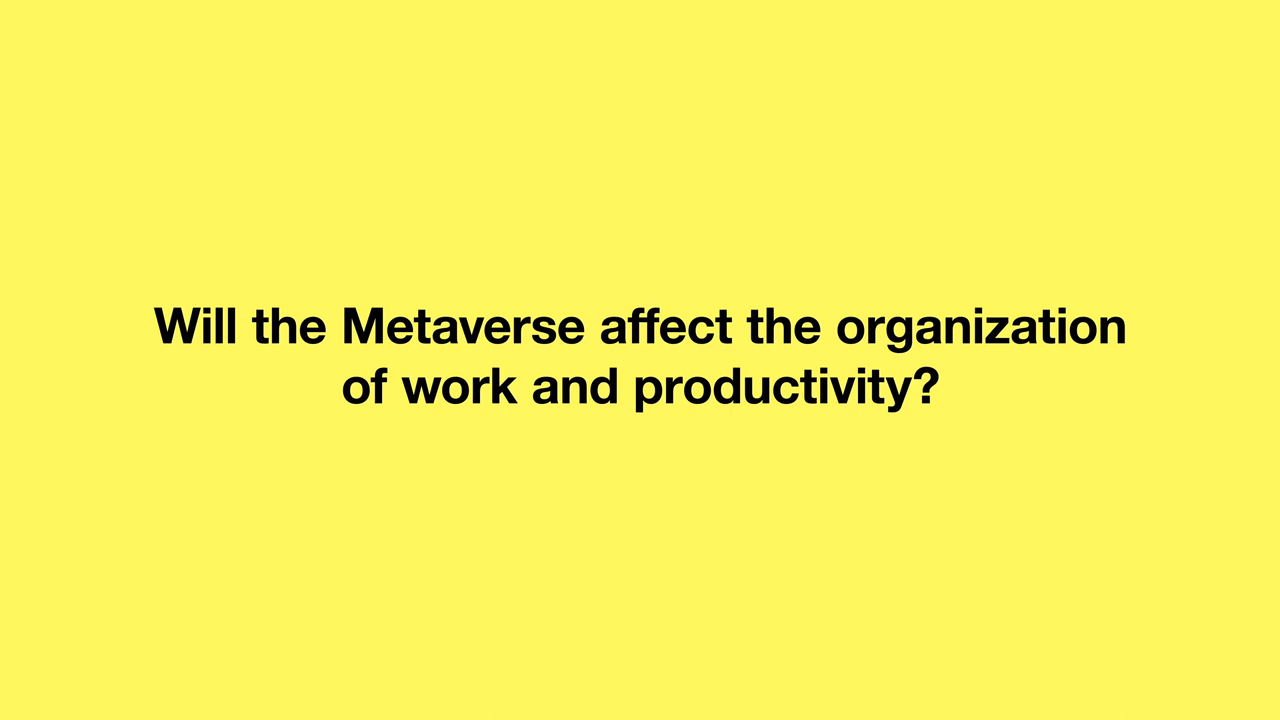 Will the Metaverse affect the organization
of work and productivity?